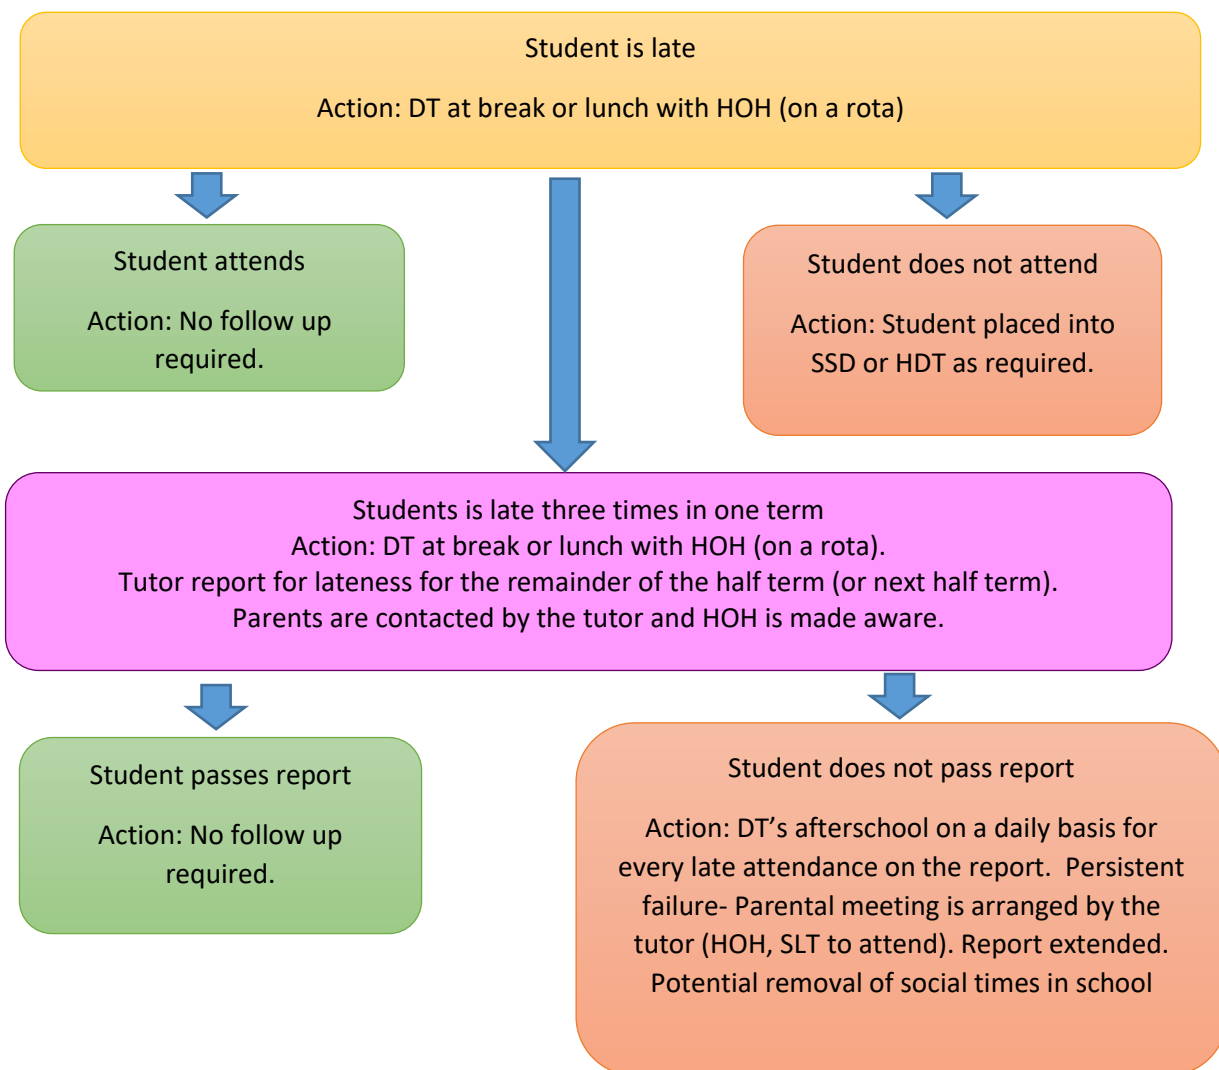 Student is late
Action: DT at break or lunch with HOH (on a rota)
Student attends
Action: No follow up
required.
Student does not attend
Action: Student placed into
SSD or HDT as required.
Students is late three times in one term
Action: DT at break or lunch with HOH (on a rota).
Tutor report for lateness for the remainder of the half term (or next half term).
Parents are contacted by the tutor and HOH is made aware.
Student passes report
Action: No follow up
required.
Student does not pass report
Action: DT’s afterschool on a daily basis for
every late attendance on the report.  Persistent
failure- Parental meeting is arranged by the
tutor (HOH, SLT to attend). Report extended.
Potential removal of social times in school